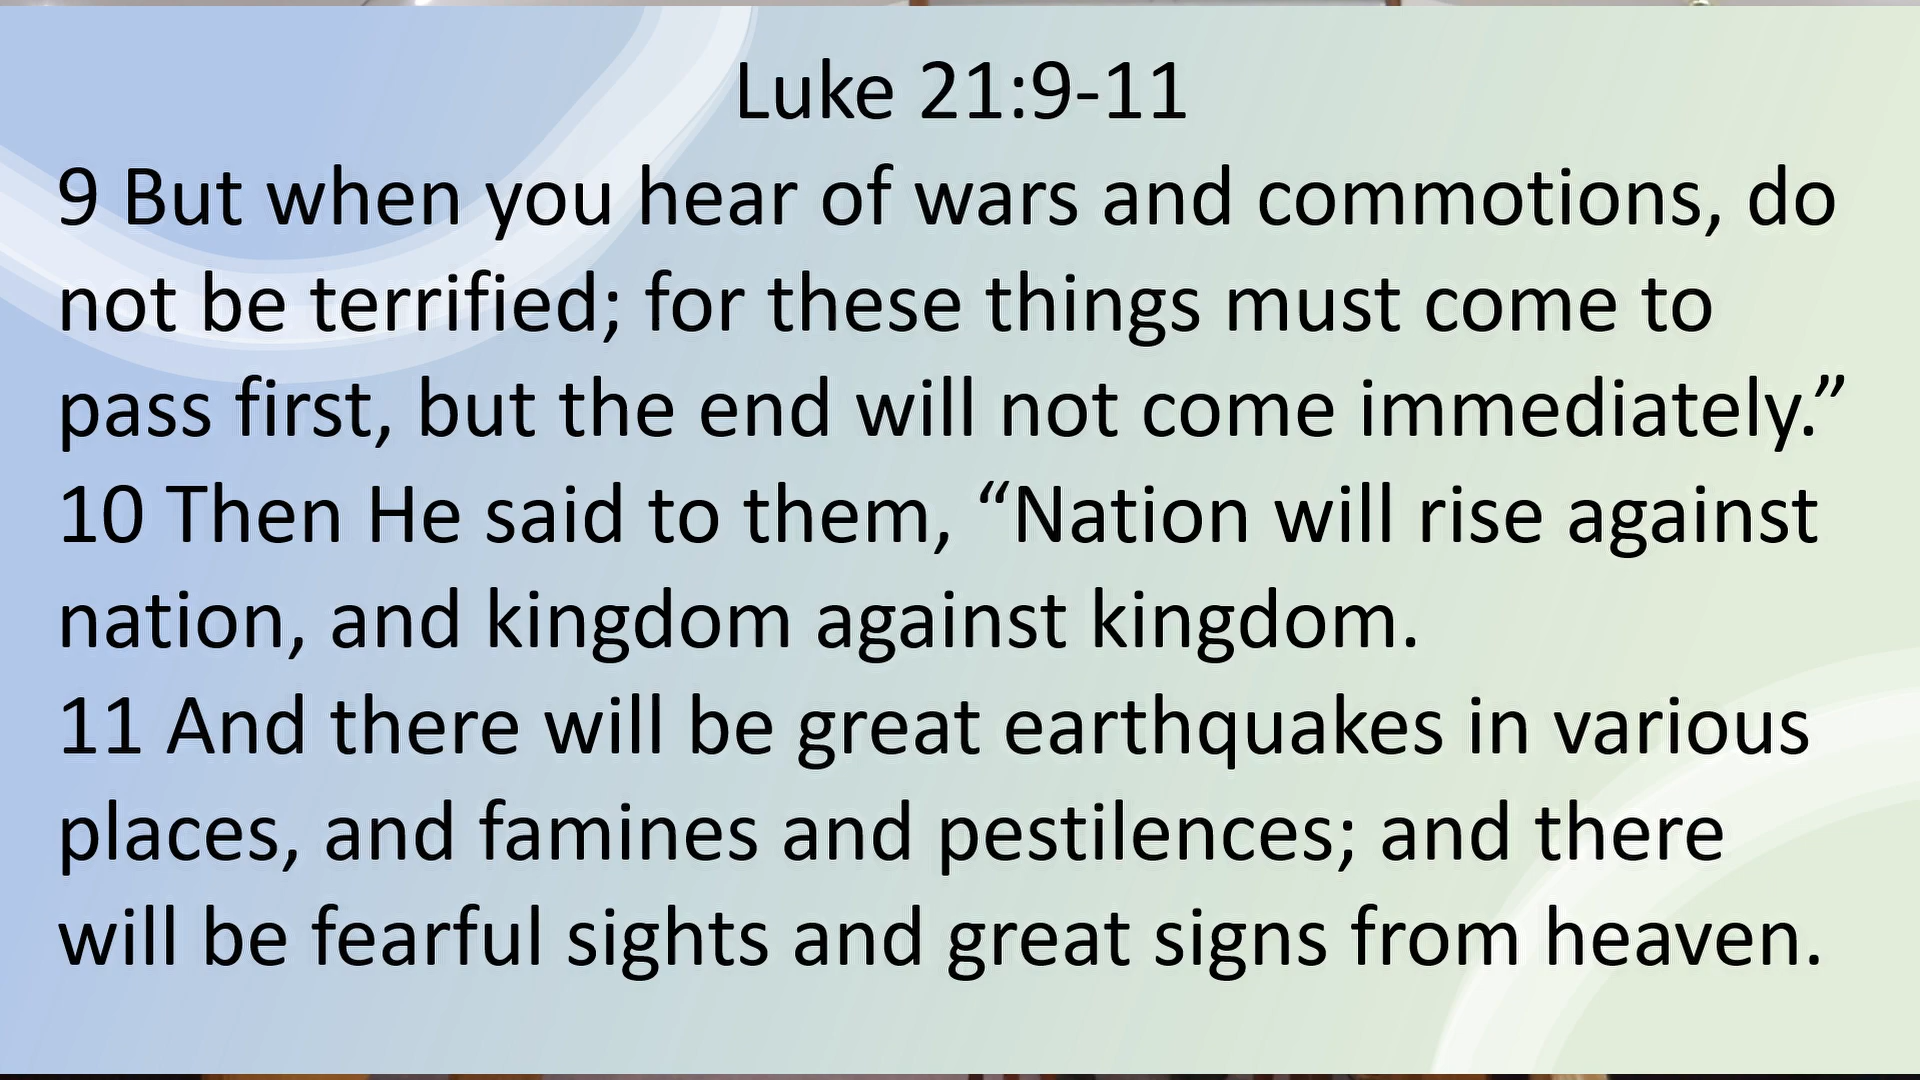 Luke 21:9-11
9 But when you hear of wars and commotions, do
not be terrified; for these things must come to
pass first, but the end will not come immediately.”
10 Then He said to them, “Nation will rise against
nation, and kingdom against kingdom.
11 And there will be great earthquakes in various
places, and famines and pestilences; and there
will be fearful sights and great signs from heaven.